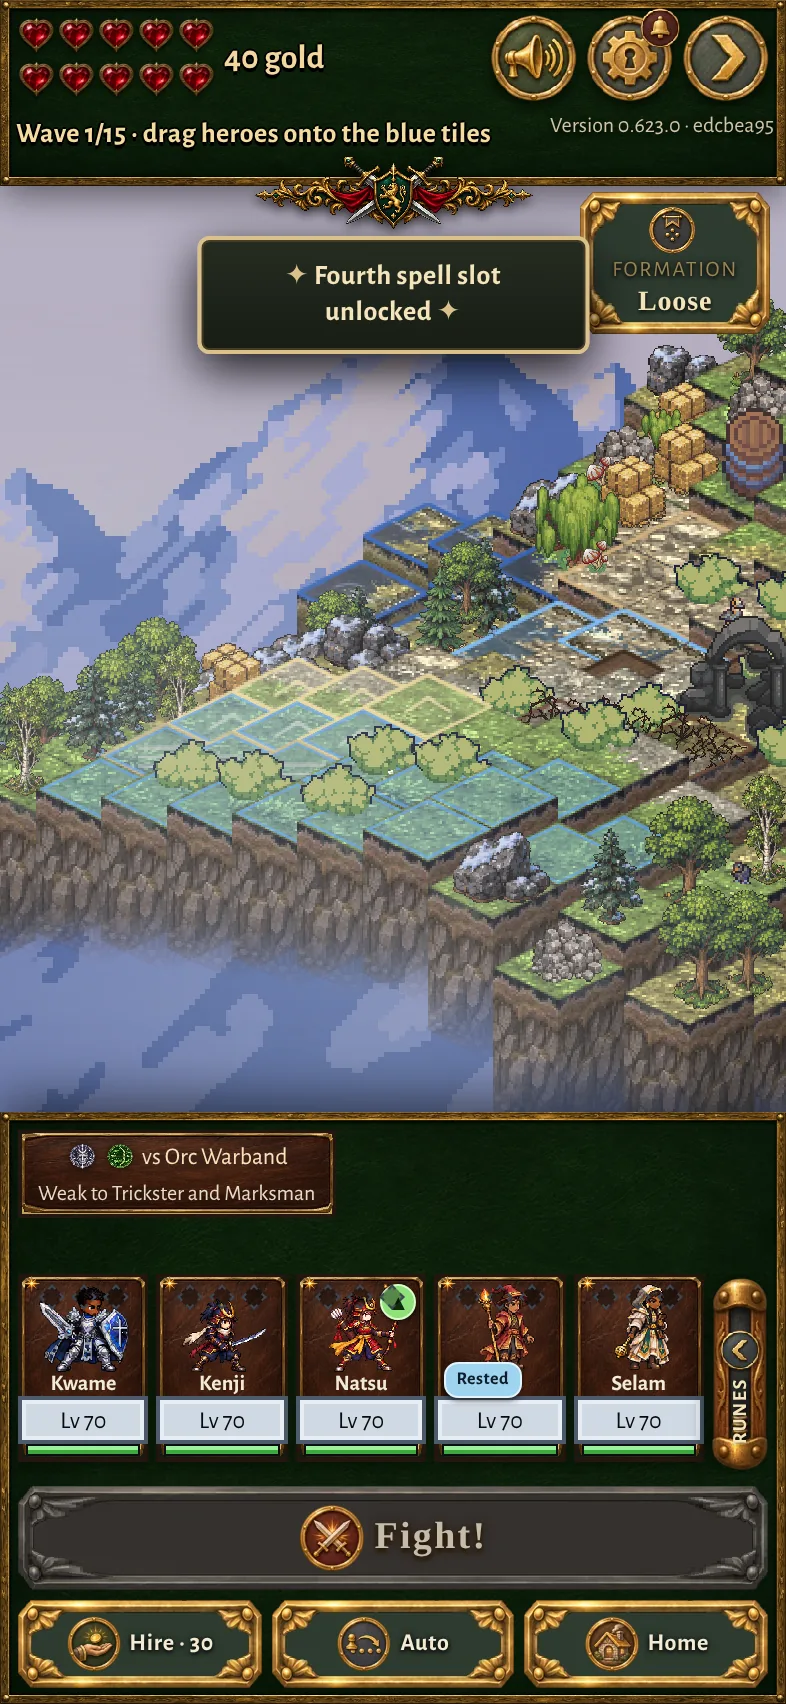 40 gold
Wave 1/15 · drag heroes onto the blue tiles
Version 0.623.0 · edcbea95
✦ Fourth spell slot
unlocked ✦
FORMATION
Loose
vs Orc Warband
Weak to Trickster and Marksman
Kwame
Kenji
Natsu
Rested
Selam
Lv 70
Lv 70
Lv 70
Lv 70
Lv 70
RUNES
Fight!
Hire · 30
Auto
Home